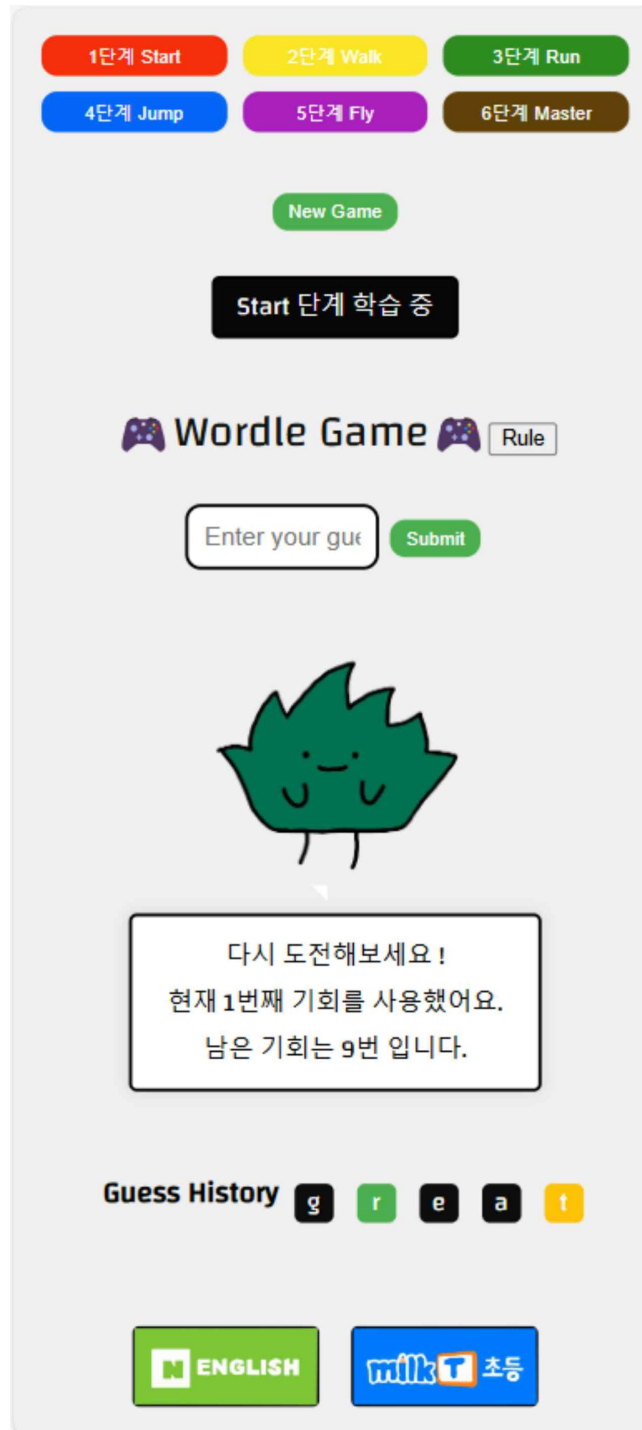 1단계 Start 2단계 Walk 3단계 Run
4단계 Jump 5단계 Fly 6단계 Master
New Game
Start 단계 학습 중
Wordle Game Rule
Enter your gue Submit
다시 도전해보세요 !
현재 1번째 기회를 사용했어요.
남은 기회는 9번 입니다.
Guess History g r e a t
N ENGLISH milkT 초등